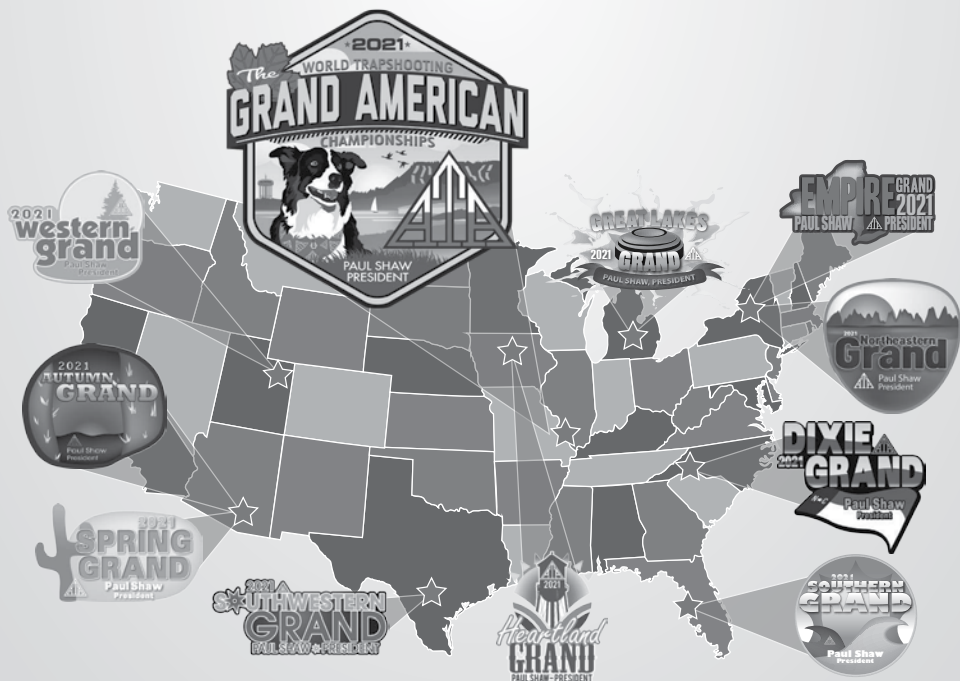 2021
The
WORLD TRAPSHOOTING
GRAND AMERICAN
CHAMPIONSHIPS
ATA
PAUL SHAW
PRESIDENT
2021
western
grand
Paul Shaw
President
GREAT LAKES
2021
GRAND
PAUL SHAW, PRESIDENT
EMPIRE GRAND
2021
PAUL SHAW ATA PRESIDENT
2021
Northeastern
Grand
Paul Shaw
President
2021
AUTUMN
GRAND
Paul Shaw
President
DIXIE
2021
GRAND
Paul Shaw
President
2021
SPRING
GRAND
Paul Shaw
President
2021
SOUTHWESTERN
GRAND
PAUL SHAW PRESIDENT
ATA
2021
Heartland
GRAND
PAUL SHAW-PRESIDENT
2021
SOUTHERN
GRAND
Paul Shaw
President